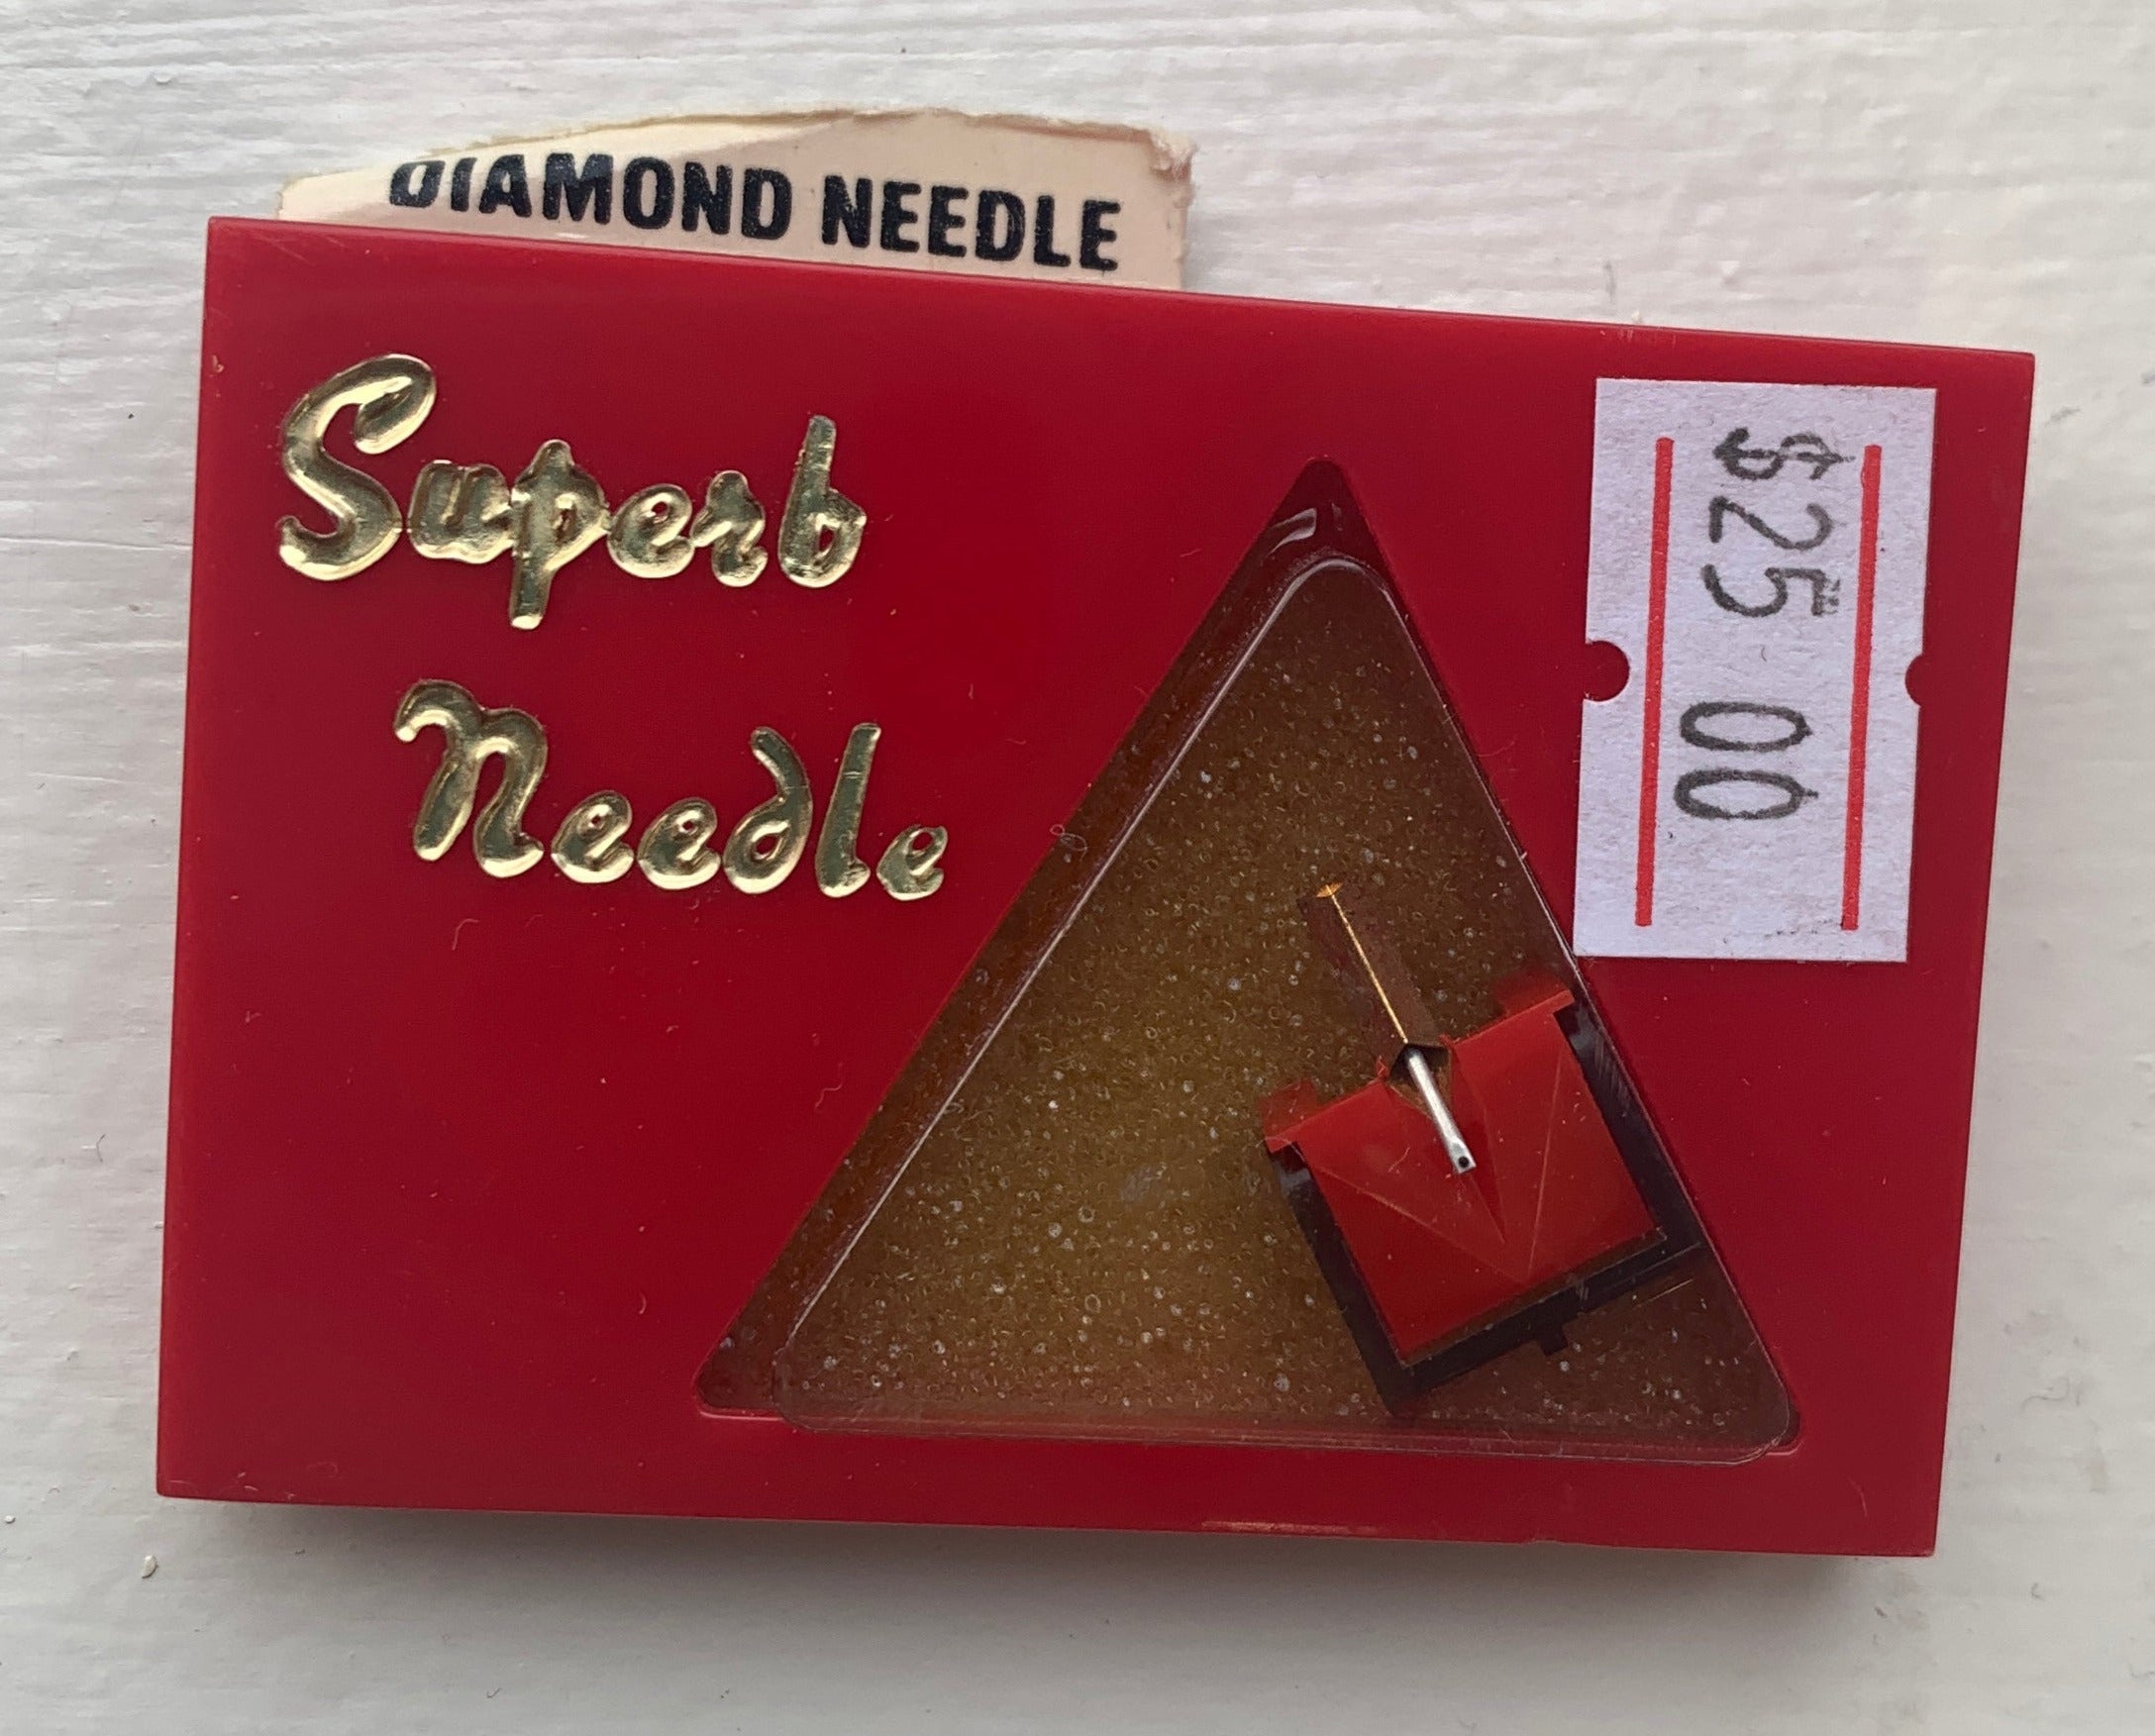 DIAMOND NEEDLE
Superb
Needle
$25 00